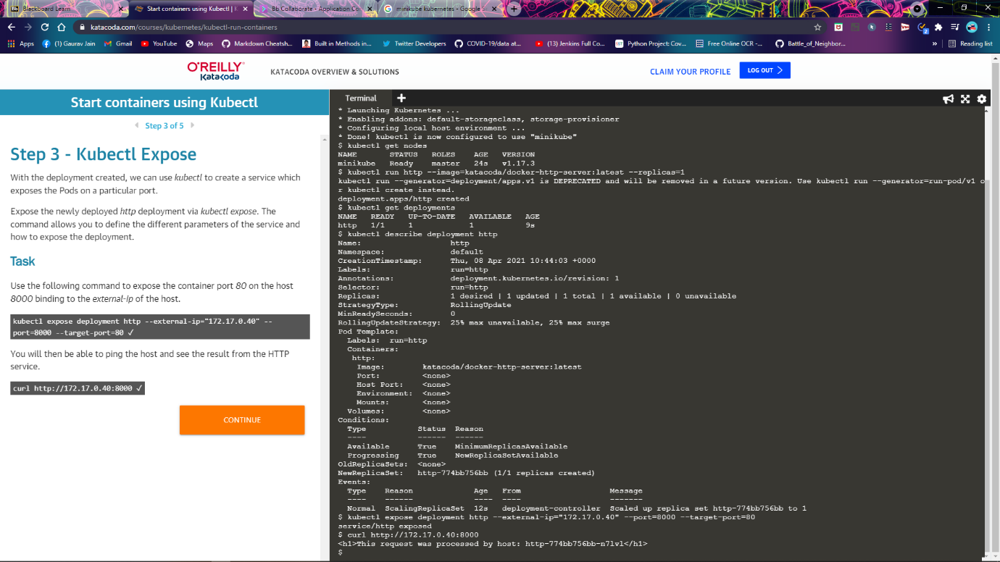 Blackboard Learn
Start containers using Kubectl | K
Bb Collaborate - Application Co
minikube kubernetes - Google S
katacoda.com/courses/kubernetes/kubectl-run-containers
Apps (1) Gaurav Jain Gmail YouTube Maps Markdown Cheatsh... Built in Methods in... Twitter Developers COVID-19/data at... (13) Jenkins Full Co... Python Project: Cov... Free Online OCR -... Battle_of_Neighbor... » Reading list
O'REILLY
Katacoda
KATACODA OVERVIEW & SOLUTIONS
CLAIM YOUR PROFILE
LOG OUT
Start containers using Kubectl
Step 3 of 5
Step 3 - Kubectl Expose
With the deployment created, we can use kubectl to create a service which
exposes the Pods on a particular port.
Expose the newly deployed http deployment via kubectl expose. The
command allows you to define the different parameters of the service and
how to expose the deployment.
Task
Use the following command to expose the container port 80 on the host
8000 binding to the external-ip of the host.
kubectl expose deployment http --external-ip="172.17.0.40" --
port=8000 --target-port=80 ✓
You will then be able to ping the host and see the result from the HTTP
service.
curl http://172.17.0.40:8000 ✓
CONTINUE
Terminal
* Launching Kubernetes ...
* Enabling addons: default-storageclass, storage-provisioner
* Configuring local host environment ...
* Done! kubectl is now configured to use "minikube"
$ kubectl get nodes
NAME STATUS ROLES AGE VERSION
minikube Ready master 24s v1.17.3
$ kubectl run http --image=katacoda/docker-http-server:latest --replicas=1
kubectl run --generator=deployment/apps.v1 is DEPRECATED and will be removed in a future version. Use kubectl run --generator=run-pod/v1 o
r kubectl create instead.
deployment.apps/http created
$ kubectl get deployments
NAME READY UP-TO-DATE AVAILABLE AGE
http 1/1 1 1 9s
$ kubectl describe deployment http
Name: http
Namespace: default
CreationTimestamp: Thu, 08 Apr 2021 10:44:03 +0000
Labels: run=http
Annotations: deployment.kubernetes.io/revision: 1
Selector: run=http
Replicas: 1 desired | 1 updated | 1 total | 1 available | 0 unavailable
StrategyType: RollingUpdate
MinReadySeconds: 0
RollingUpdateStrategy: 25% max unavailable, 25% max surge
Pod Template:
Labels: run=http
Containers:
http:
Image: katacoda/docker-http-server:latest
Port: <none>
Host Port: <none>
Environment: <none>
Mounts: <none>
Volumes: <none>
Conditions:
Type Status Reason
---- ------ ------
Available True MinimumReplicasAvailable
Progressing True NewReplicaSetAvailable
OldReplicaSets: <none>
NewReplicaSet: http-774bb756bb (1/1 replicas created)
Events:
Type Reason Age From Message
---- ------ ---- ---- -------
Normal ScalingReplicaSet 12s deployment-controller Scaled up replica set http-774bb756bb to 1
$ kubectl expose deployment http --external-ip="172.17.0.40" --port=8000 --target-port=80
service/http exposed
$ curl http://172.17.0.40:8000
<h1>This request was processed by host: http-774bb756bb-n7lvl</h1>
$